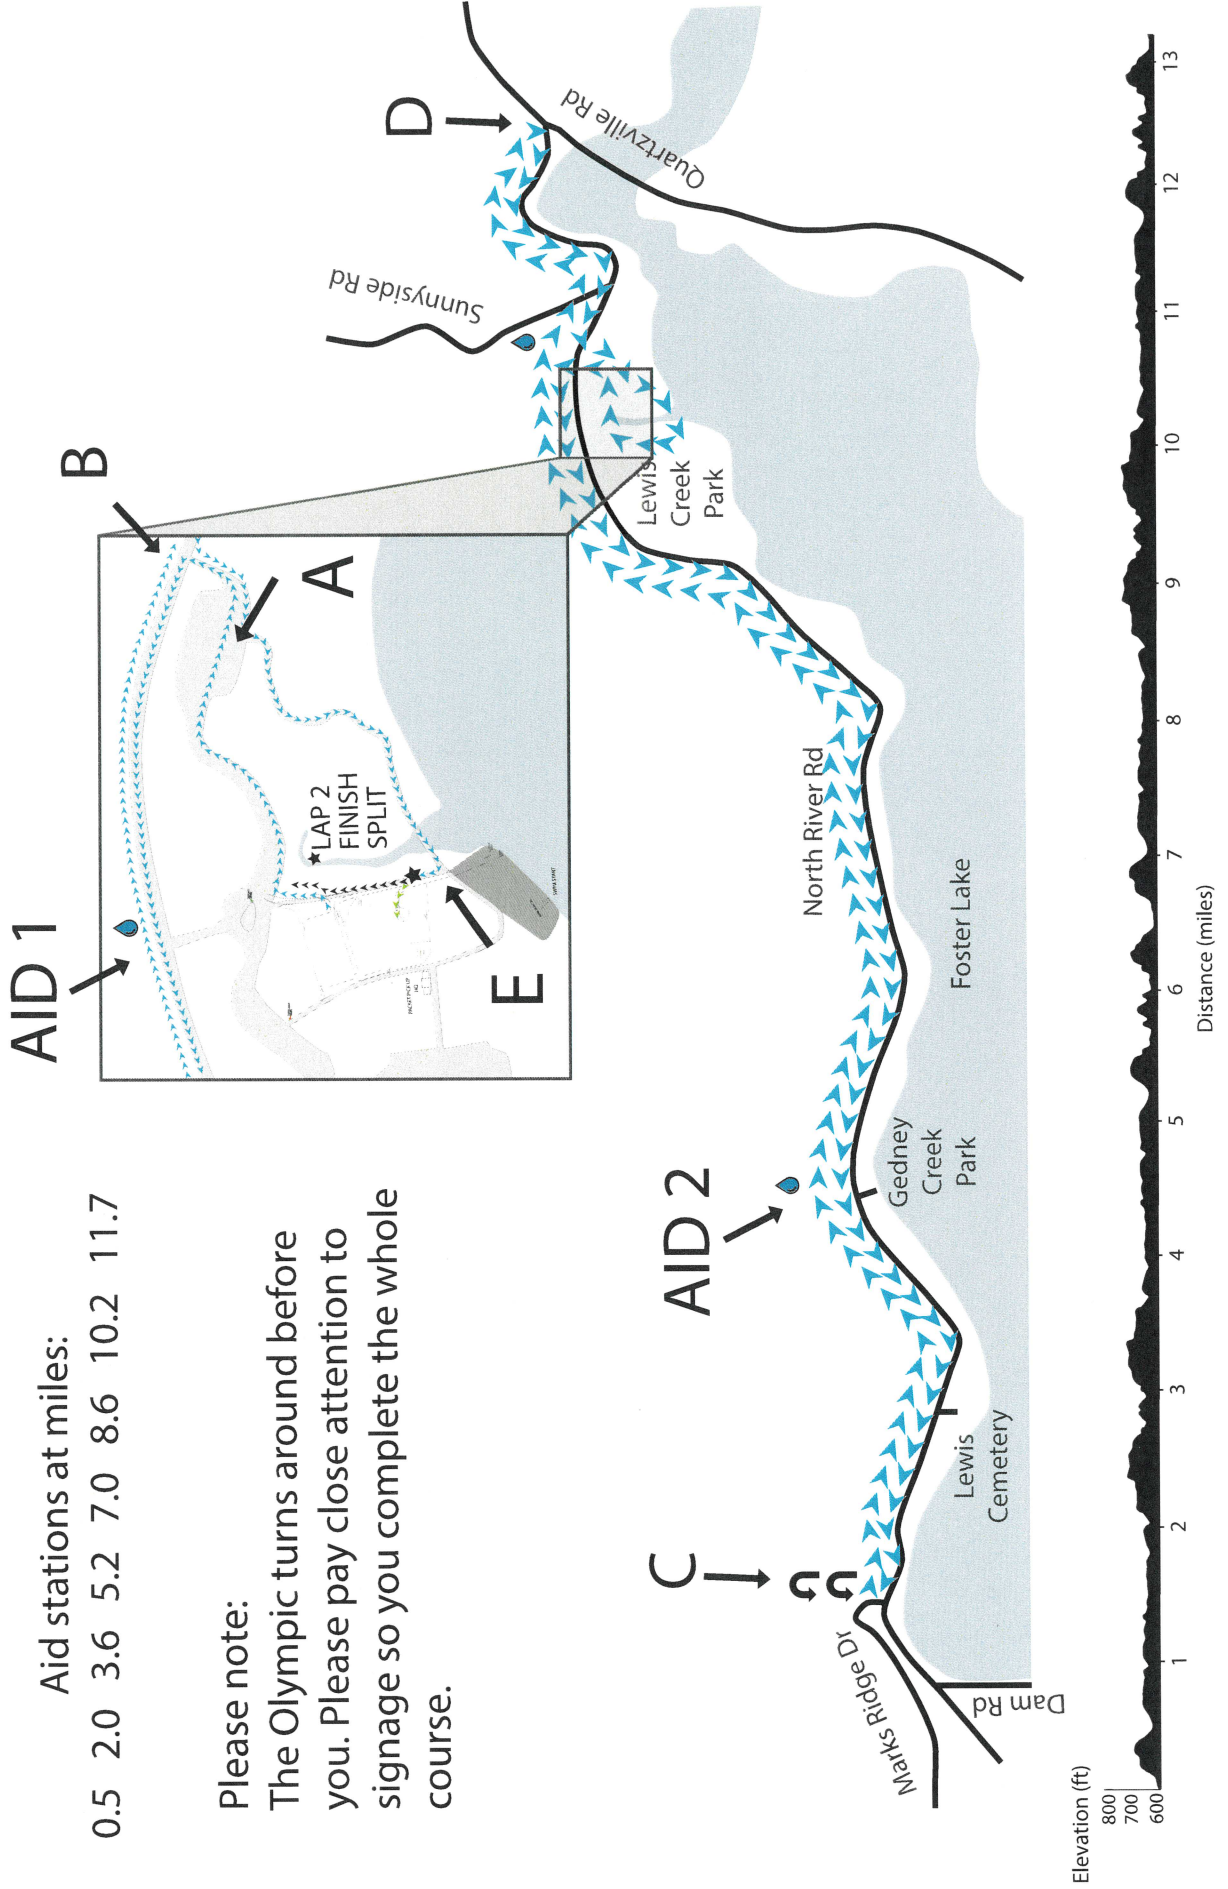 Aid stations at miles:
0.5 2.0 3.6 5.2 7.0 8.6 10.2 11.7
Please note:
The Olympic turns around before
you. Please pay close attention to
signage so you complete the whole
course.
AID 1
B
A
E
LAP 2
FINISH
SPLIT
SWIM START
D
Sunnyside Rd
Quartzville Rd
Lewis
Creek
Park
North River Rd
Foster Lake
AID 2
Gedney
Creek
Park
C
Lewis
Cemetery
Marks Ridge Dr
Dam Rd
Elevation (ft)
800
700
600
1 2 3 4 5 6 7 8 9 10 11 12 13
Distance (miles)